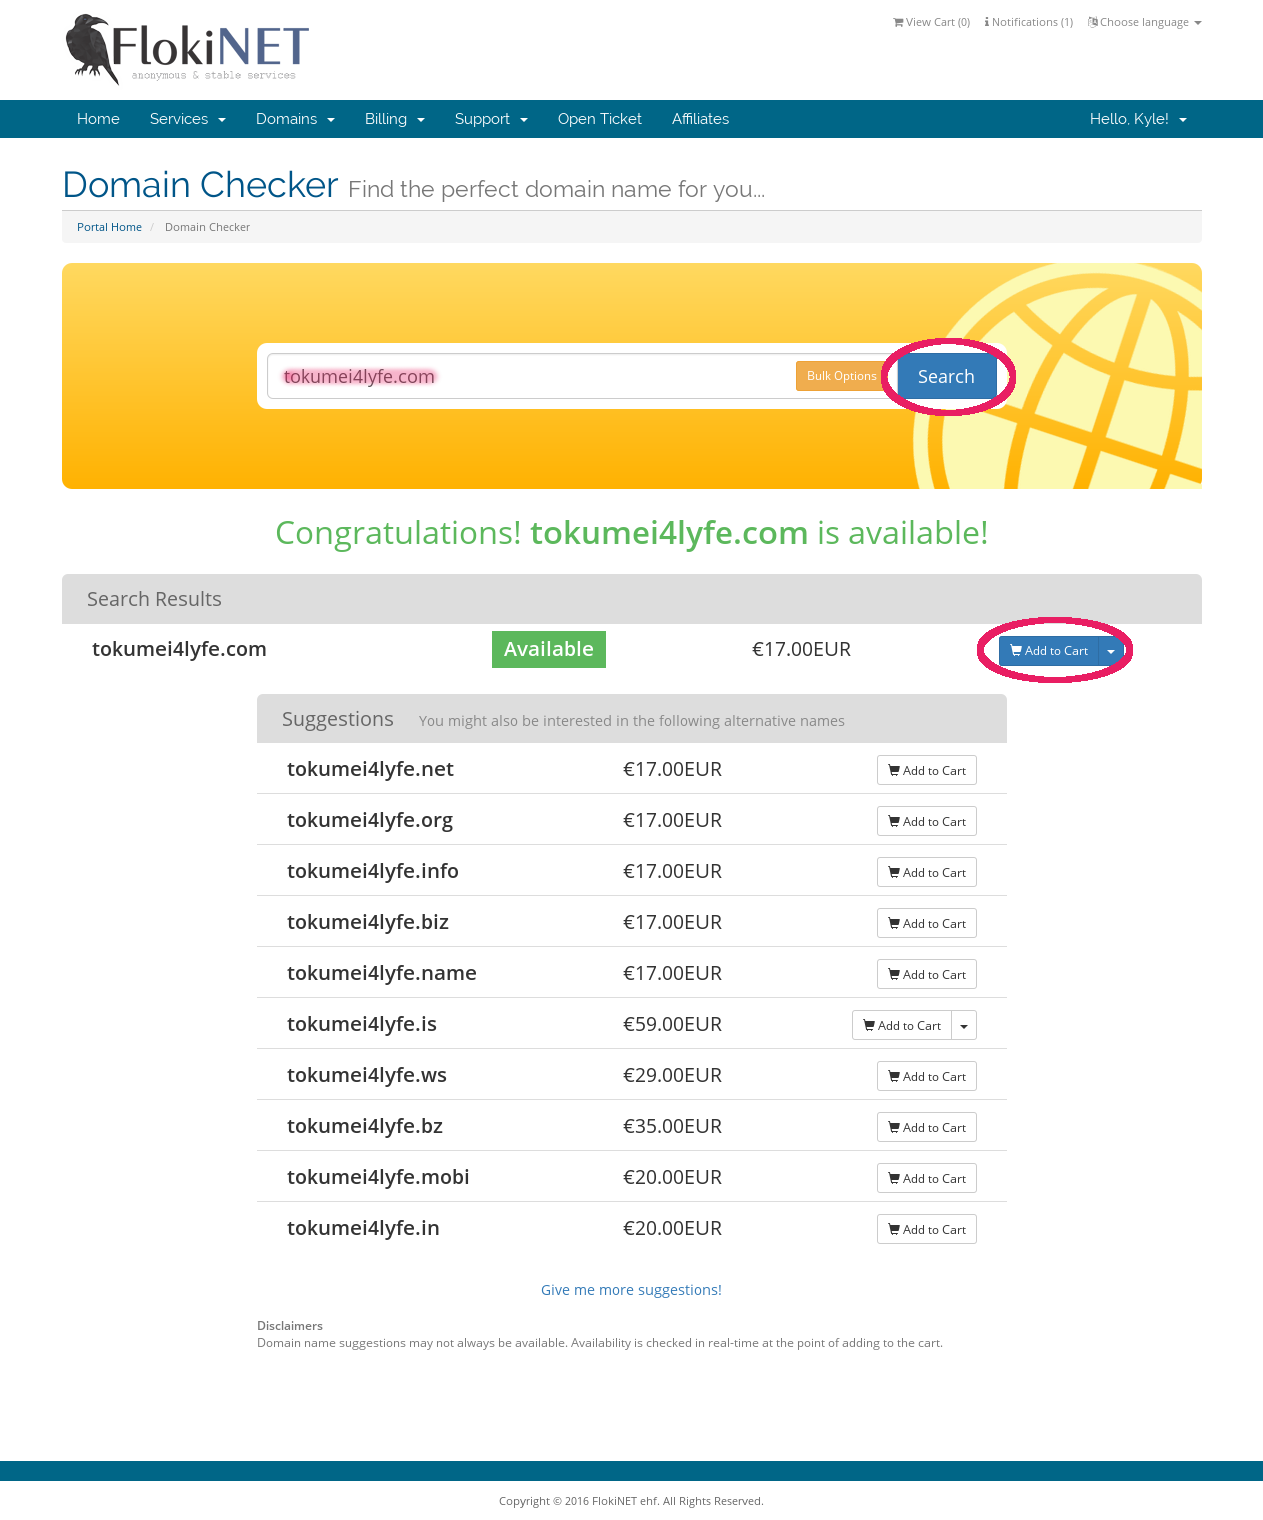 FlokiNET
anonymous & stable services
View Cart (0) Notifications (1) Choose language
Home Services Domains Billing Support Open Ticket Affiliates Hello, Kyle!
Domain Checker Find the perfect domain name for you...
Portal Home / Domain Checker
tokumei4lyfe.com Bulk Options Search
Congratulations! tokumei4lyfe.com is available!
Search Results
tokumei4lyfe.com Available €17.00EUR Add to Cart
Suggestions You might also be interested in the following alternative names
tokumei4lyfe.net €17.00EUR Add to Cart
tokumei4lyfe.org €17.00EUR Add to Cart
tokumei4lyfe.info €17.00EUR Add to Cart
tokumei4lyfe.biz €17.00EUR Add to Cart
tokumei4lyfe.name €17.00EUR Add to Cart
tokumei4lyfe.is €59.00EUR Add to Cart
tokumei4lyfe.ws €29.00EUR Add to Cart
tokumei4lyfe.bz €35.00EUR Add to Cart
tokumei4lyfe.mobi €20.00EUR Add to Cart
tokumei4lyfe.in €20.00EUR Add to Cart
Give me more suggestions!
Disclaimers
Domain name suggestions may not always be available. Availability is checked in real-time at the point of adding to the cart.
Copyright © 2016 FlokiNET ehf. All Rights Reserved.